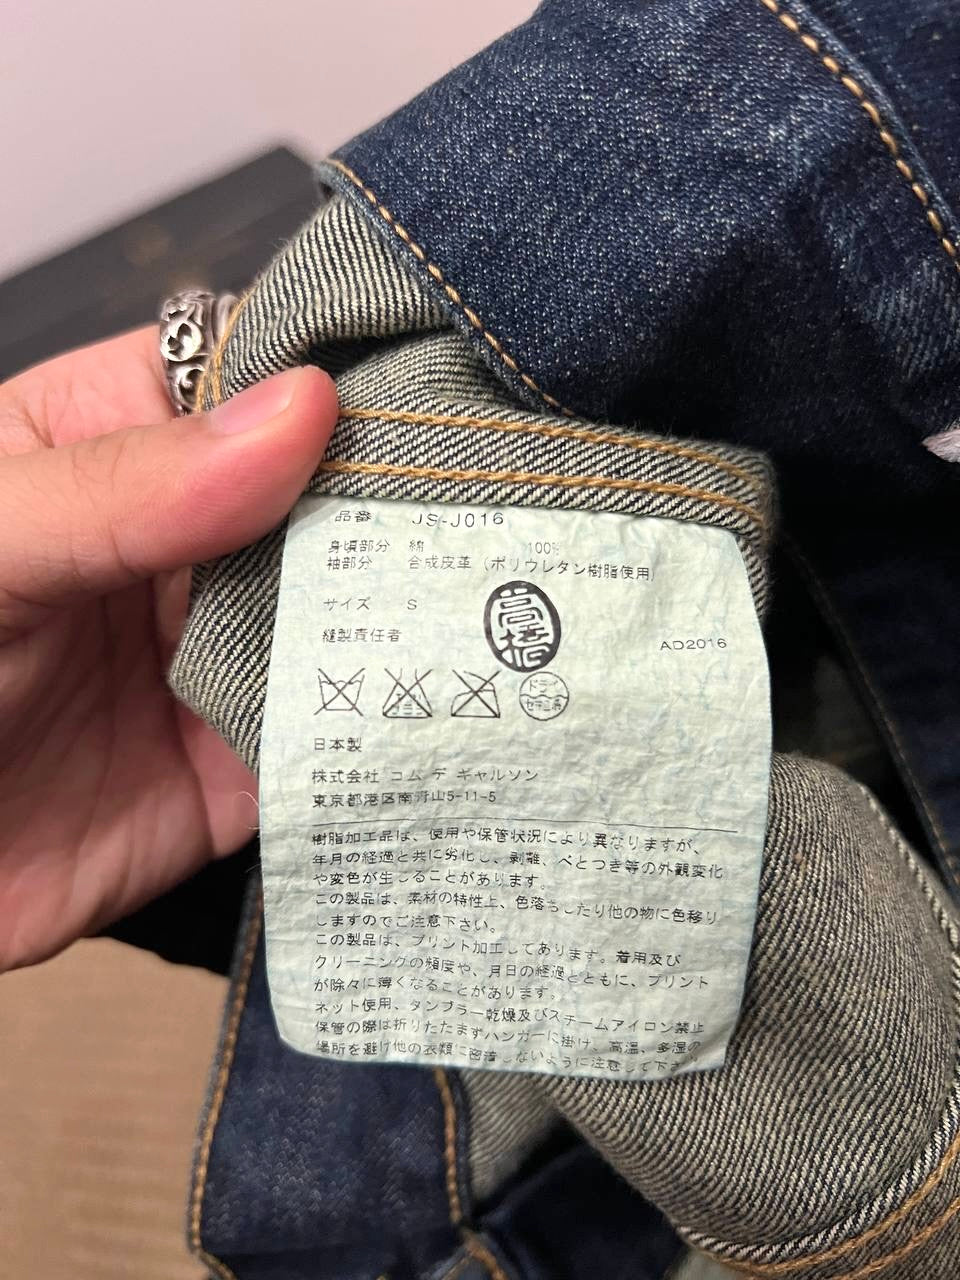 品番 JS-J016
身頃部分 綿 100%
袖部分 合成皮革 (ポリウレタン樹脂使用)
サイズ S
縫製責任者
AD2016
ドライ
セキユ系
日本製
株式会社 コム デ ギャルソン
東京都港区南青山5-11-5
樹脂加工品は、使用や保管状況により異なりますが、
年月の経過と共に劣化し、剥離、べとつき等の外観変化
や変色が生じることがあります。
この製品は、素材の特性上、色落ちしたり他の物に色移り
しますのでご注意下さい。
この製品は、プリント加工してあります。着用及び
クリーニングの頻度や、月日の経過とともに、プリント
が除々に薄くなることがあります。
ネット使用、タンブラー乾燥及びスチームアイロン禁止
保管の際は折りたたまずハンガーに掛け、高温、多湿の
場所を避け他の衣類に密着しないように注意して下さ